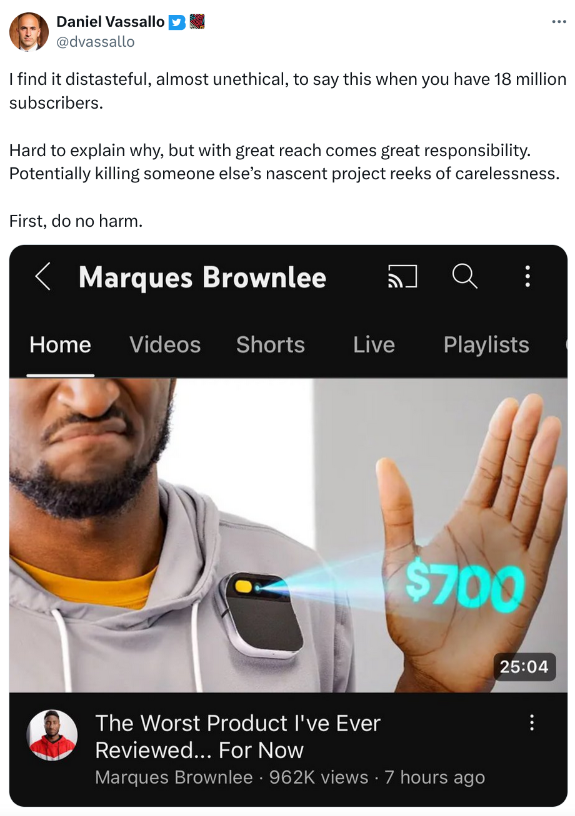 Daniel Vassallo
@dvassallo
I find it distasteful, almost unethical, to say this when you have 18 million
subscribers.
Hard to explain why, but with great reach comes great responsibility.
Potentially killing someone else’s nascent project reeks of carelessness.
First, do no harm.
Marques Brownlee
Home Videos Shorts Live Playlists
$700
25:04
The Worst Product I've Ever
Reviewed... For Now
Marques Brownlee · 962K views · 7 hours ago